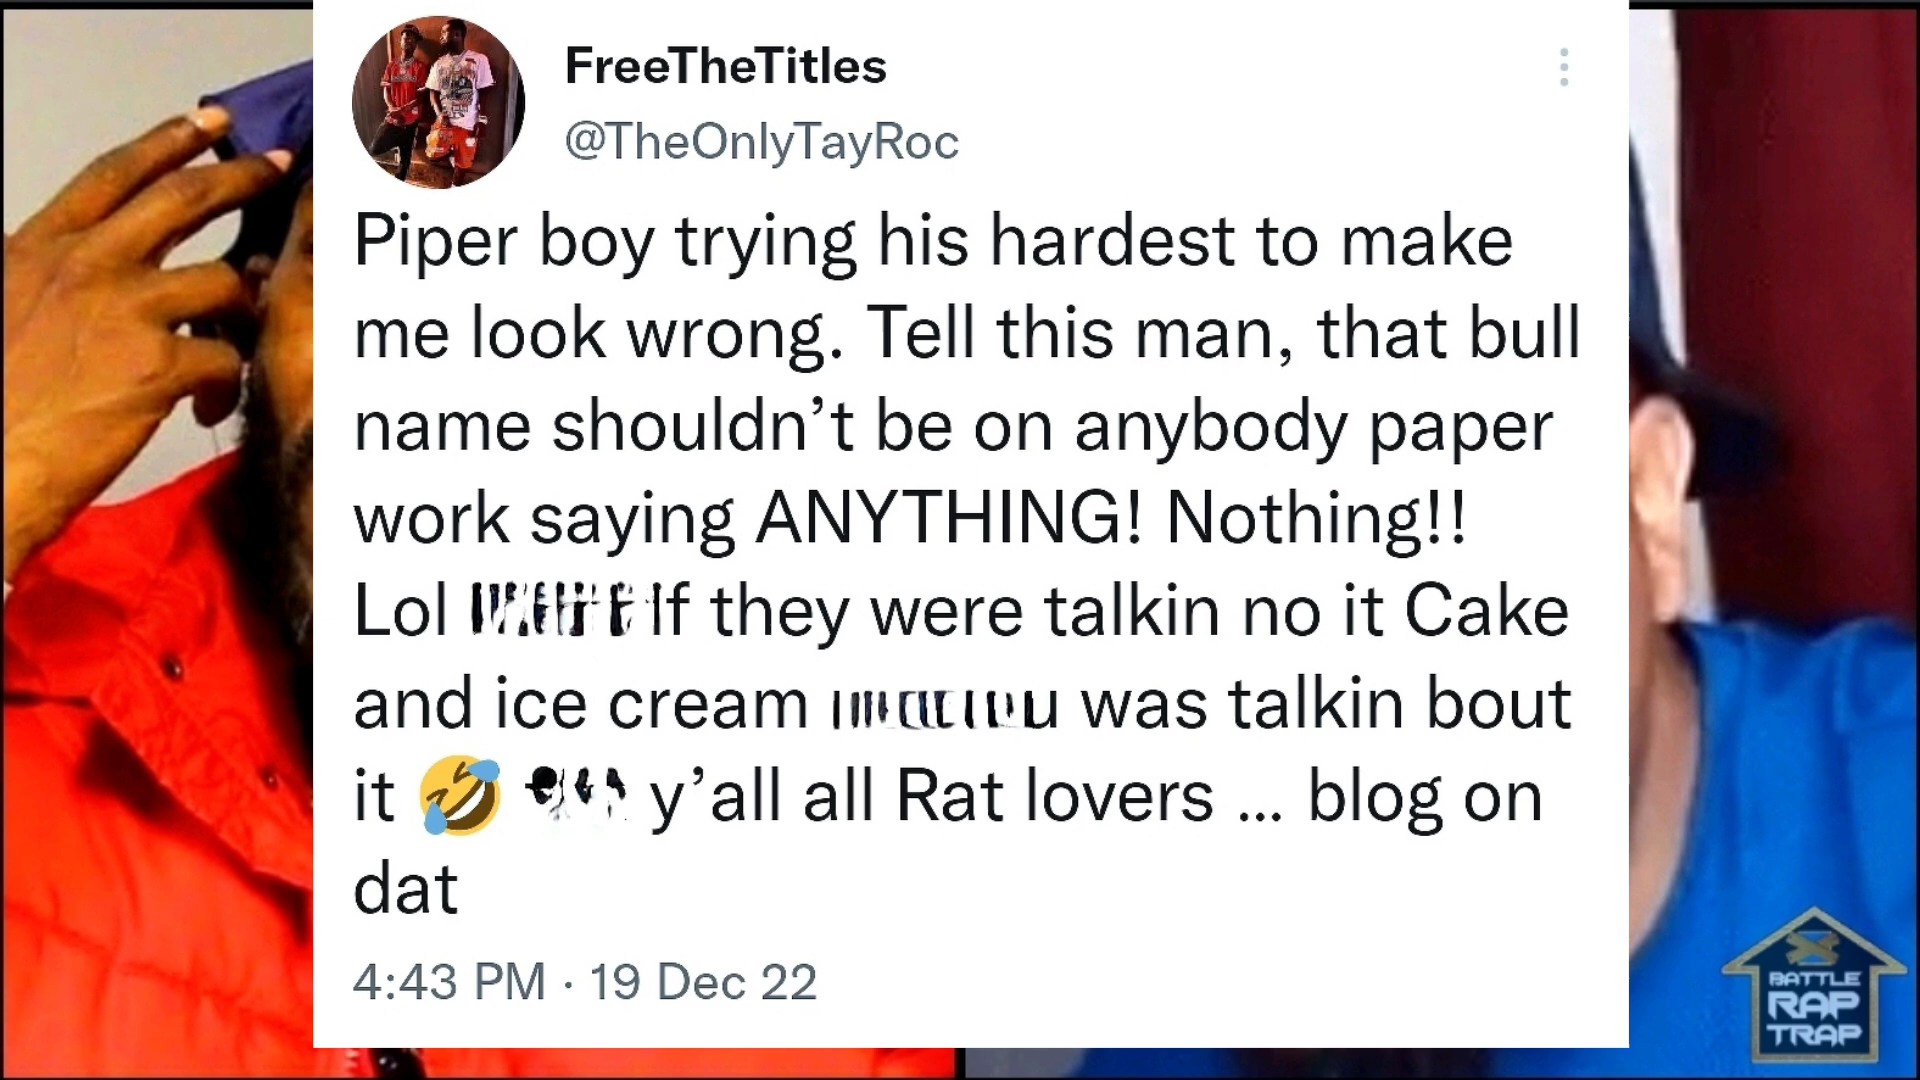 FreeTheTitles
@TheOnlyTayRoc
Piper boy trying his hardest to make
me look wrong. Tell this man, that bull
name shouldn’t be on anybody paper
work saying ANYTHING! Nothing!!
Lol If they were talkin no it Cake
and ice cream was talkin bout
it 🤣 y’all all Rat lovers ... blog on
dat
4:43 PM · 19 Dec 22
BATTLE
RAP
TRAP